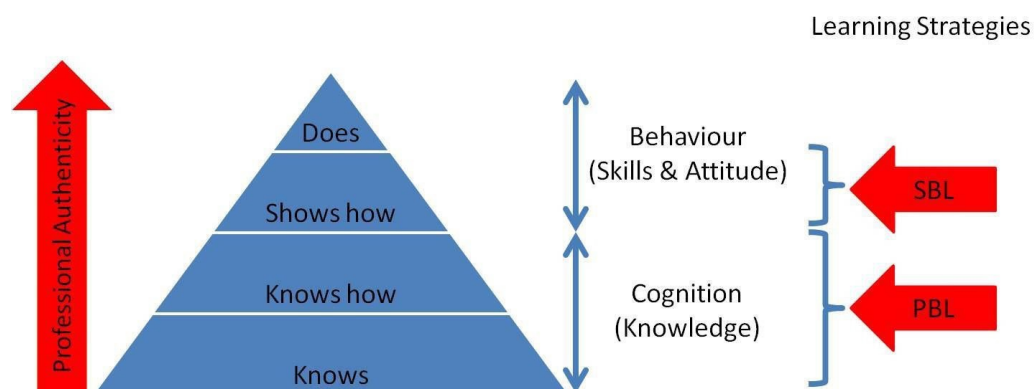 Learning Strategies
Professional Authenticity
Does
Shows how
Knows how
Knows
Behaviour
(Skills & Attitude)
Cognition
(Knowledge)
SBL
PBL